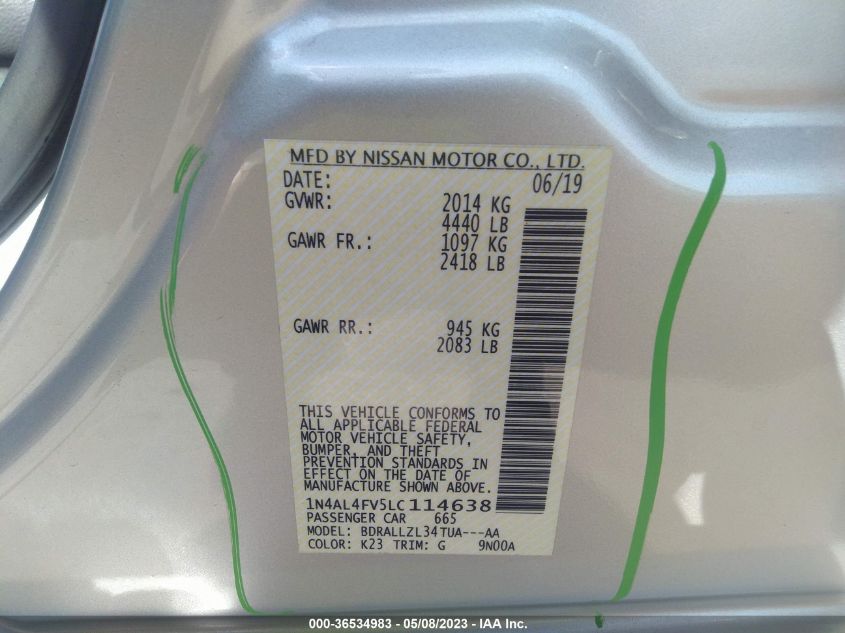 MFD BY NISSAN MOTOR CO., LTD.
DATE: 06/19
GVWR: 2014 KG
4440 LB
GAWR FR.: 1097 KG
2418 LB
GAWR RR.: 945 KG
2083 LB
THIS VEHICLE CONFORMS TO
ALL APPLICABLE FEDERAL
MOTOR VEHICLE SAFETY,
BUMPER, AND THEFT
PREVENTION STANDARDS IN
EFFECT ON THE DATE OF
MANUFACTURE SHOWN ABOVE.
1N4AL4FV5LC114638
PASSENGER CAR 665
MODEL: BDRALLZL34TUA---AA
COLOR: K23 TRIM: G 9N00A
000-36534983 - 05/08/2023 - IAA Inc.